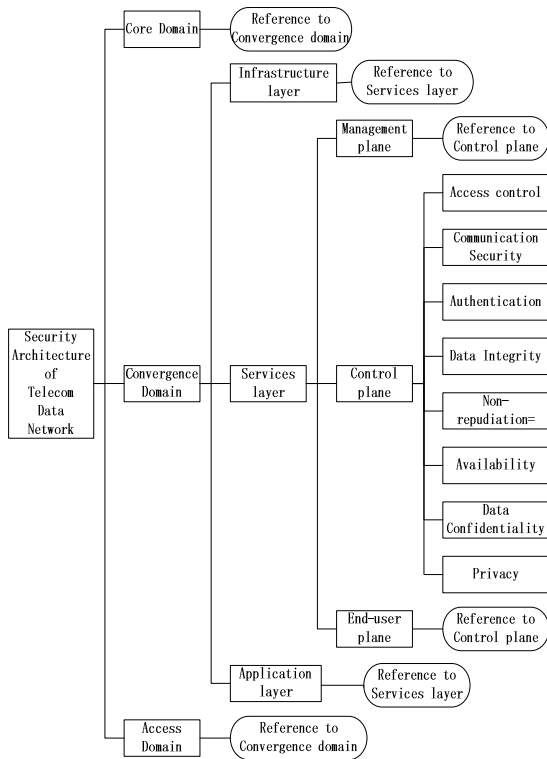 Core Domain
Reference to
Convergence domain
Infrastructure
layer
Reference to
Services layer
Management
plane
Reference to
Control plane
Access control
Communication
Security
Authentication
Security
Architecture
of
Telecom
Data
Network
Convergence
Domain
Services
layer
Control
plane
Data Integrity
Non-
repudiation=
Availability
Data
Confidentiality
Privacy
End-user
plane
Reference to
Control plane
Application
layer
Reference to
Services layer
Access
Domain
Reference to
Convergence domain